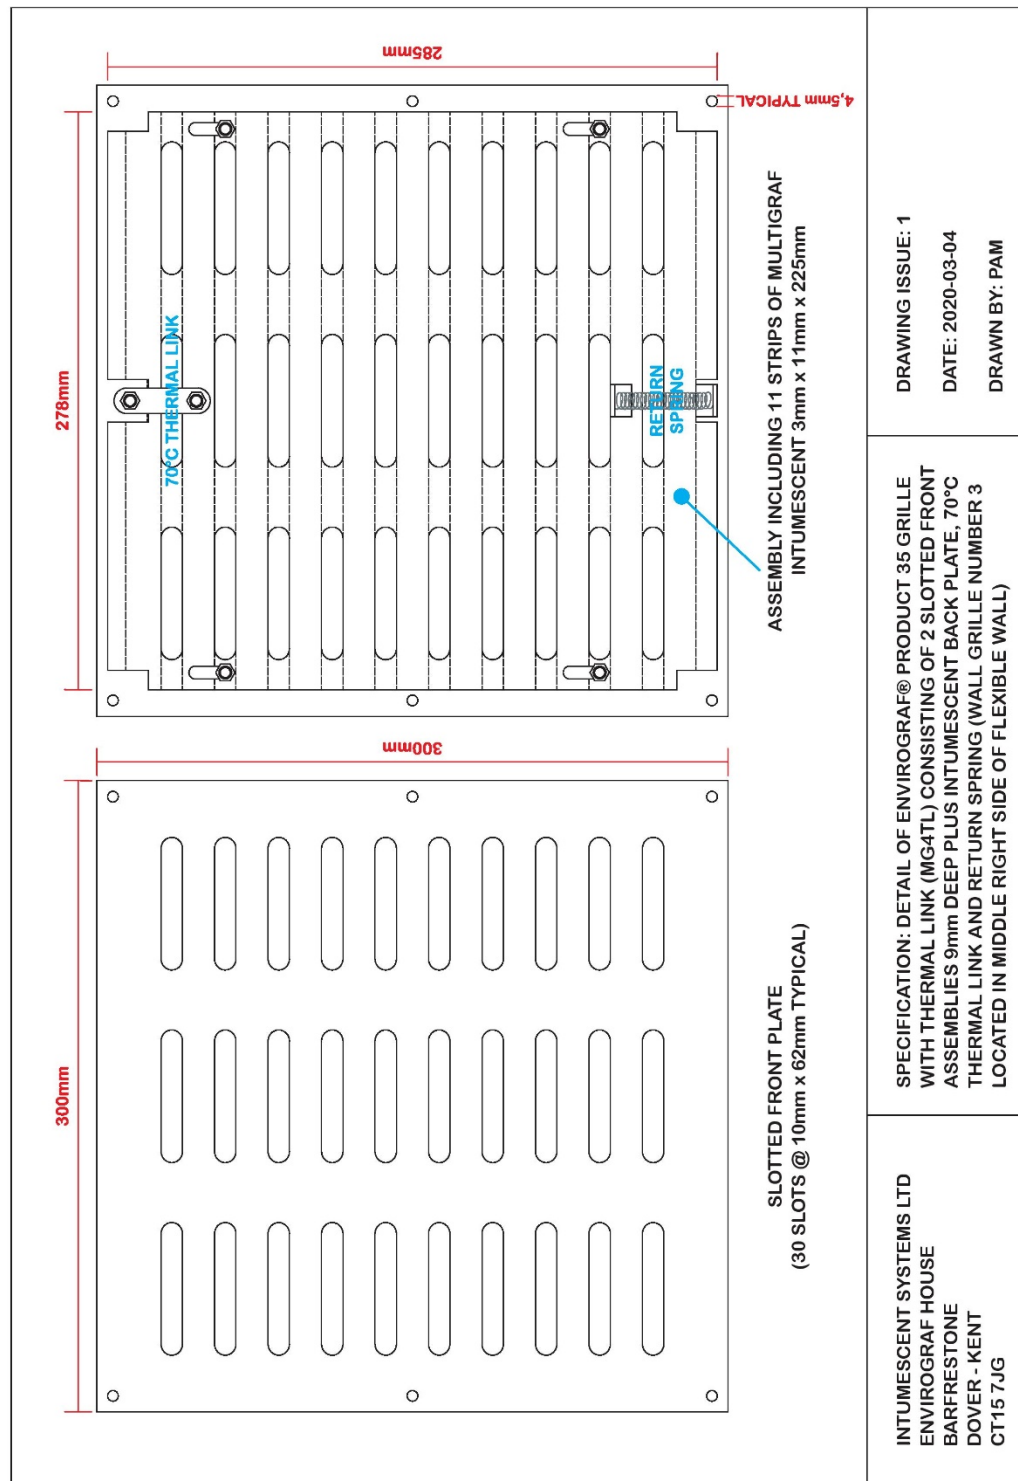 300mm
300mm
278mm
285mm
4,5mm TYPICAL
70°C THERMAL LINK
RETURN
SPRING
SLOTTED FRONT PLATE
(30 SLOTS @ 10mm x 62mm TYPICAL)
ASSEMBLY INCLUDING 11 STRIPS OF MULTIGRAF
INTUMESCENT 3mm x 11mm x 225mm
INTUMESCENT SYSTEMS LTD
ENVIROGRAF HOUSE
BARFRESTONE
DOVER - KENT
CT15 7JG
SPECIFICATION: DETAIL OF ENVIROGRAF® PRODUCT 35 GRILLE
WITH THERMAL LINK (MG4TL) CONSISTING OF 2 SLOTTED FRONT
ASSEMBLIES 9mm DEEP PLUS INTUMESCENT BACK PLATE, 70°C
THERMAL LINK AND RETURN SPRING (WALL GRILLE NUMBER 3
LOCATED IN MIDDLE RIGHT SIDE OF FLEXIBLE WALL)
DRAWING ISSUE: 1
DATE: 2020-03-04
DRAWN BY: PAM